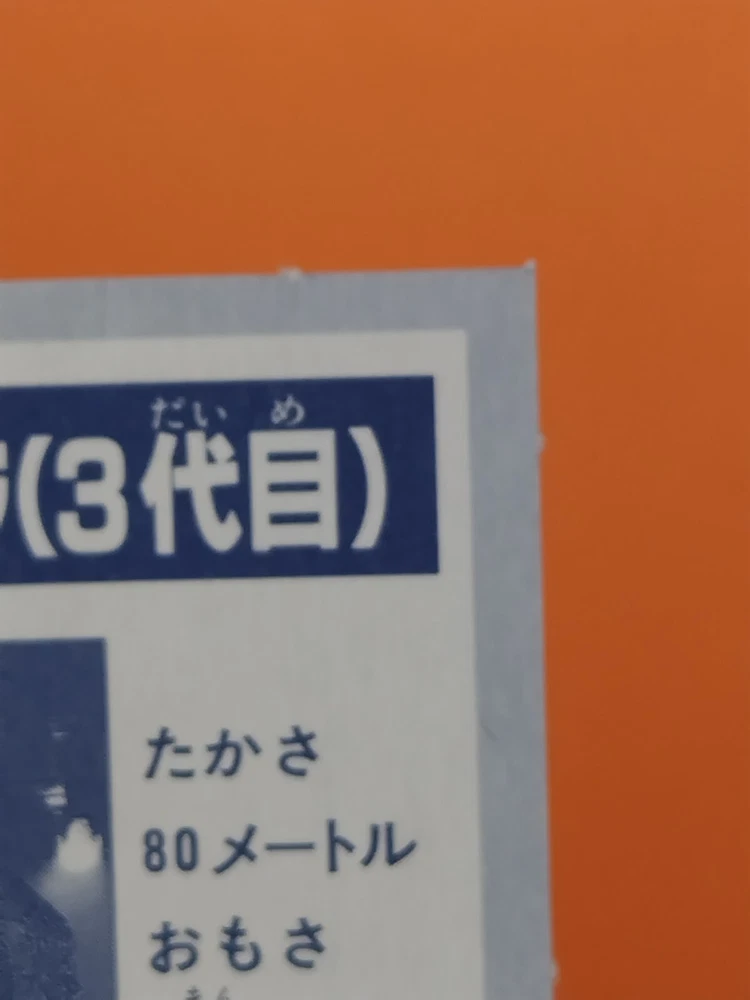 だいめ
(3代目)
たかさ
80メートル
おもさ